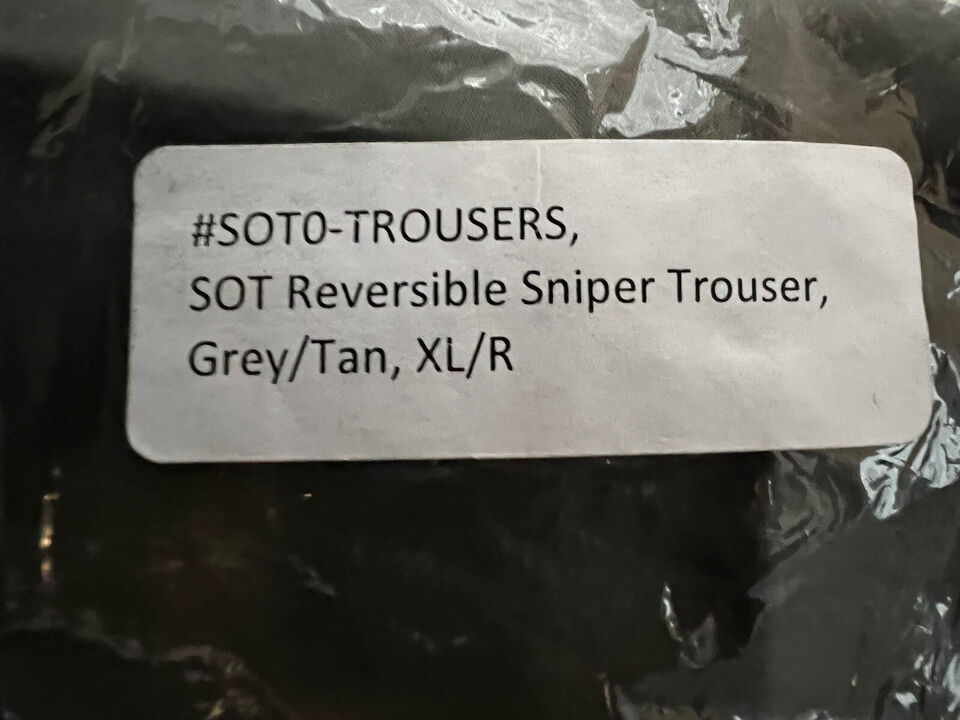 #SOT0-TROUSERS,
SOT Reversible Sniper Trouser,
Grey/Tan, XL/R